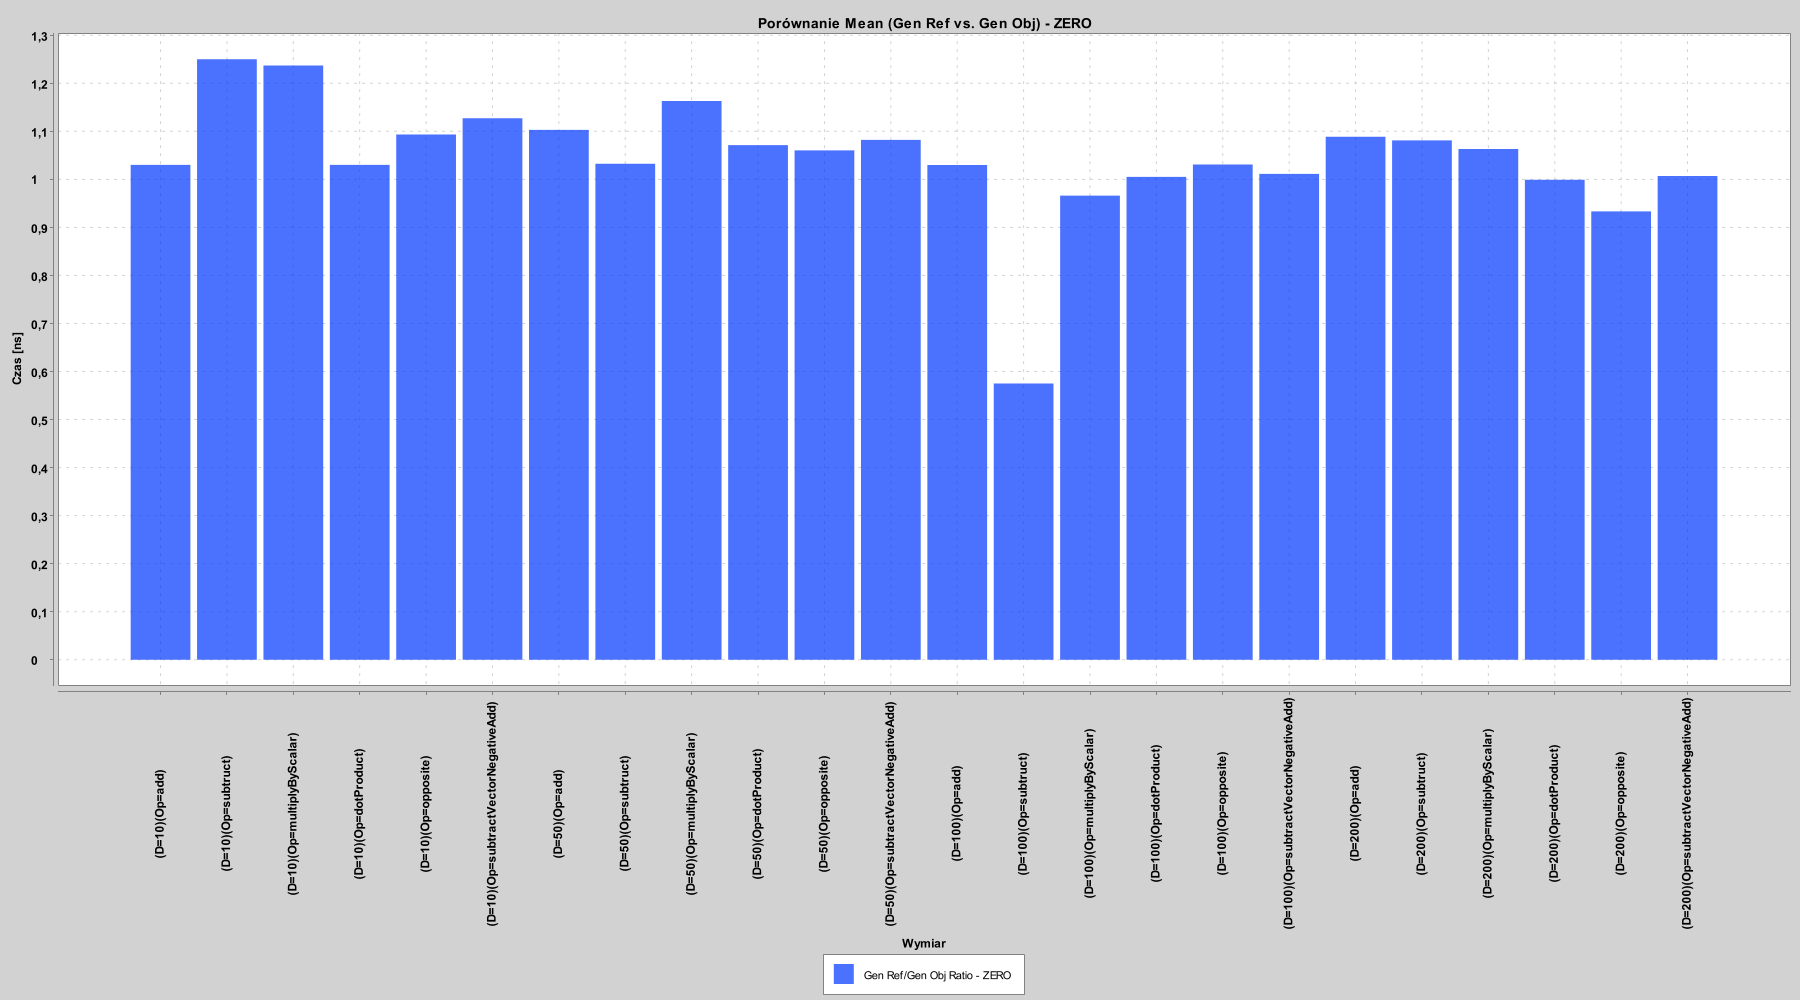 Porównanie Mean (Gen Ref vs. Gen Obj) - ZERO
1,3
1,2
1,1
1
0,9
0,8
0,7
0,6
0,5
0,4
0,3
0,2
0,1
0
Czas [ns]
(D=10)(Op=add)
(D=10)(Op=subtruct)
(D=10)(Op=multiplyByScalar)
(D=10)(Op=dotProduct)
(D=10)(Op=opposite)
(D=10)(Op=subtractVectorNegativeAdd)
(D=50)(Op=add)
(D=50)(Op=subtruct)
(D=50)(Op=multiplyByScalar)
(D=50)(Op=dotProduct)
(D=50)(Op=opposite)
(D=50)(Op=subtractVectorNegativeAdd)
(D=100)(Op=add)
(D=100)(Op=subtruct)
(D=100)(Op=multiplyByScalar)
(D=100)(Op=dotProduct)
(D=100)(Op=opposite)
(D=100)(Op=subtractVectorNegativeAdd)
(D=200)(Op=add)
(D=200)(Op=subtruct)
(D=200)(Op=multiplyByScalar)
(D=200)(Op=dotProduct)
(D=200)(Op=opposite)
(D=200)(Op=subtractVectorNegativeAdd)
Wymiar
Gen Ref/Gen Obj Ratio - ZERO